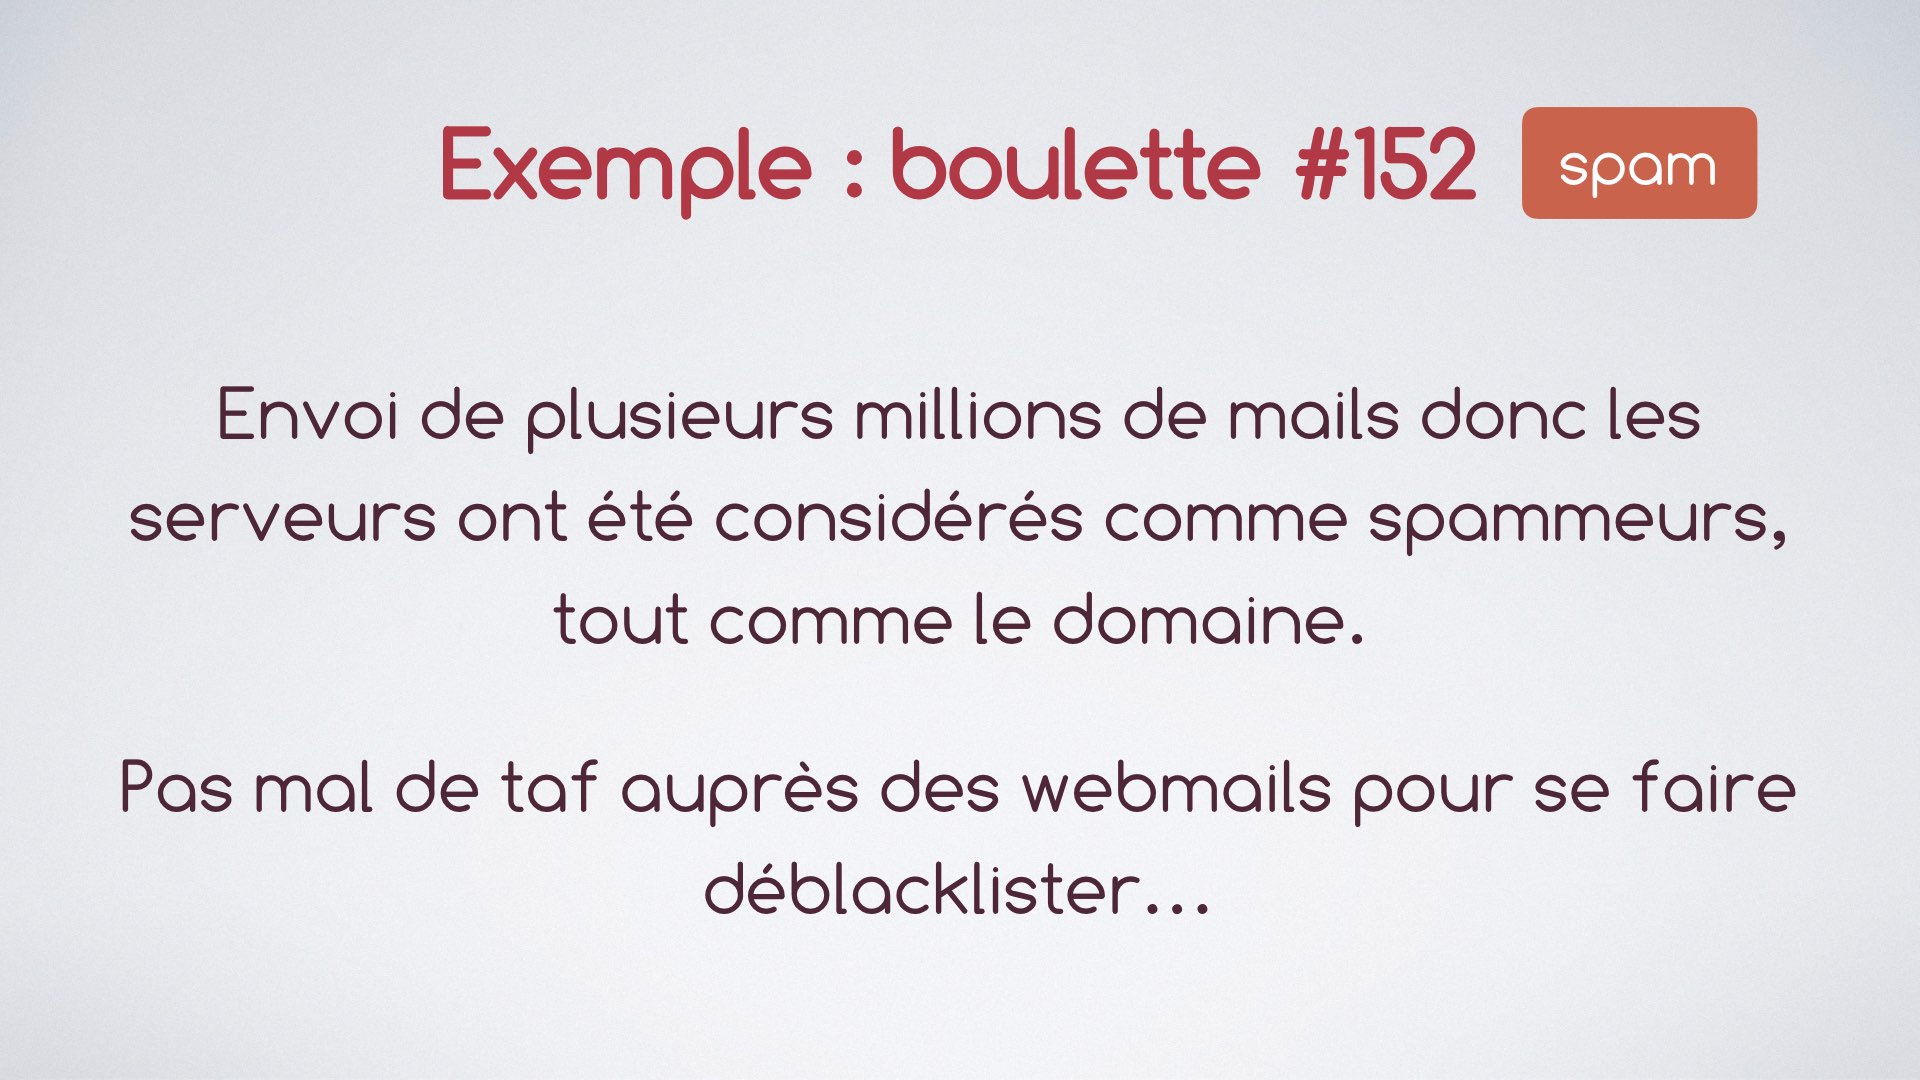 Exemple : boulette #152 spam
Envoi de plusieurs millions de mails donc les
serveurs ont été considérés comme spammeurs,
tout comme le domaine.
Pas mal de taf auprès des webmails pour se faire
déblacklister...